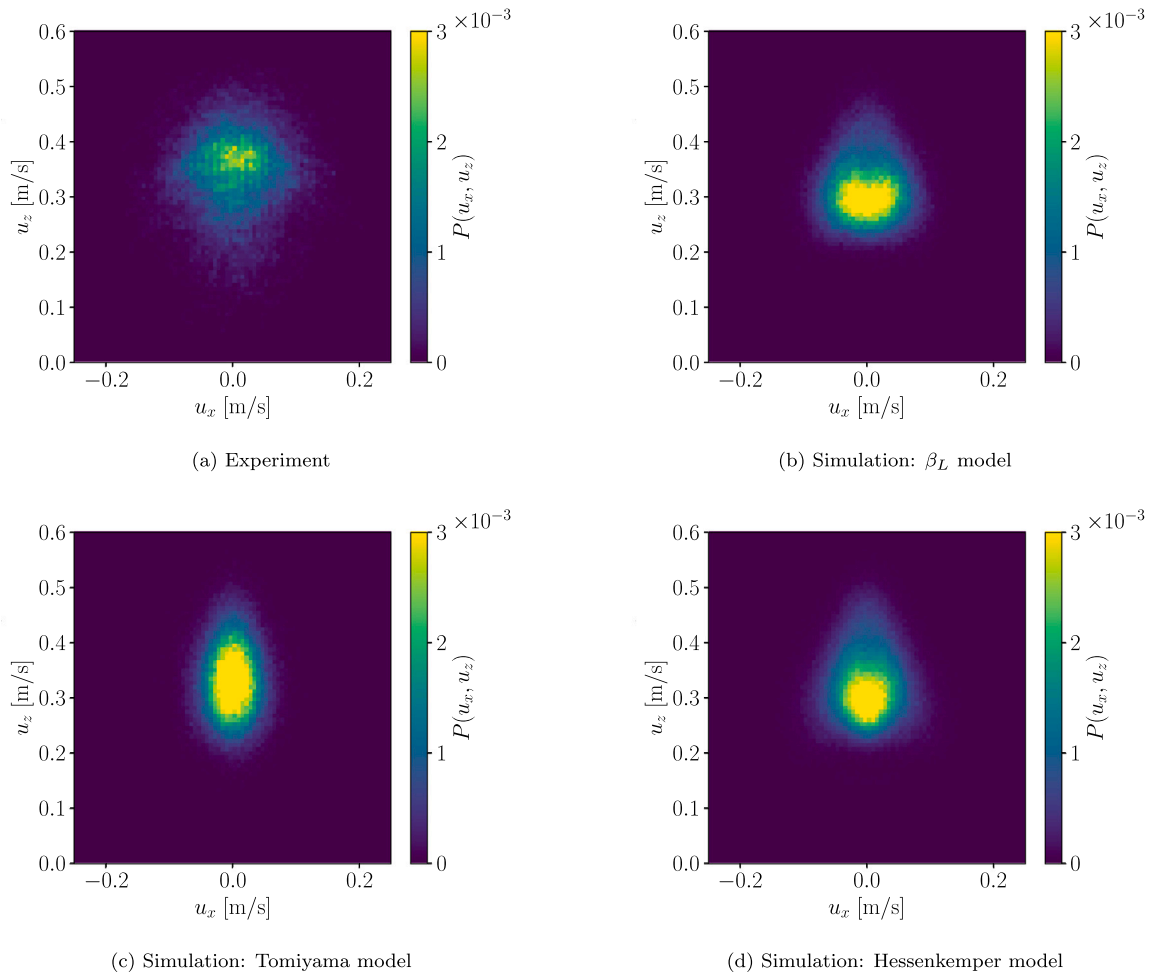 ×10⁻³
0.6
0.5
0.4
0.3
0.2
0.1
0.0
u_z [m/s]
−0.2 0.0 0.2
u_x [m/s]
3
2
1
0
P(u_x, u_z)
(a) Experiment
×10⁻³
0.6
0.5
0.4
0.3
0.2
0.1
0.0
u_z [m/s]
−0.2 0.0 0.2
u_x [m/s]
3
2
1
0
P(u_x, u_z)
(b) Simulation: β_L model
×10⁻³
0.6
0.5
0.4
0.3
0.2
0.1
0.0
u_z [m/s]
−0.2 0.0 0.2
u_x [m/s]
3
2
1
0
P(u_x, u_z)
(c) Simulation: Tomiyama model
×10⁻³
0.6
0.5
0.4
0.3
0.2
0.1
0.0
u_z [m/s]
−0.2 0.0 0.2
u_x [m/s]
3
2
1
0
P(u_x, u_z)
(d) Simulation: Hessenkemper model